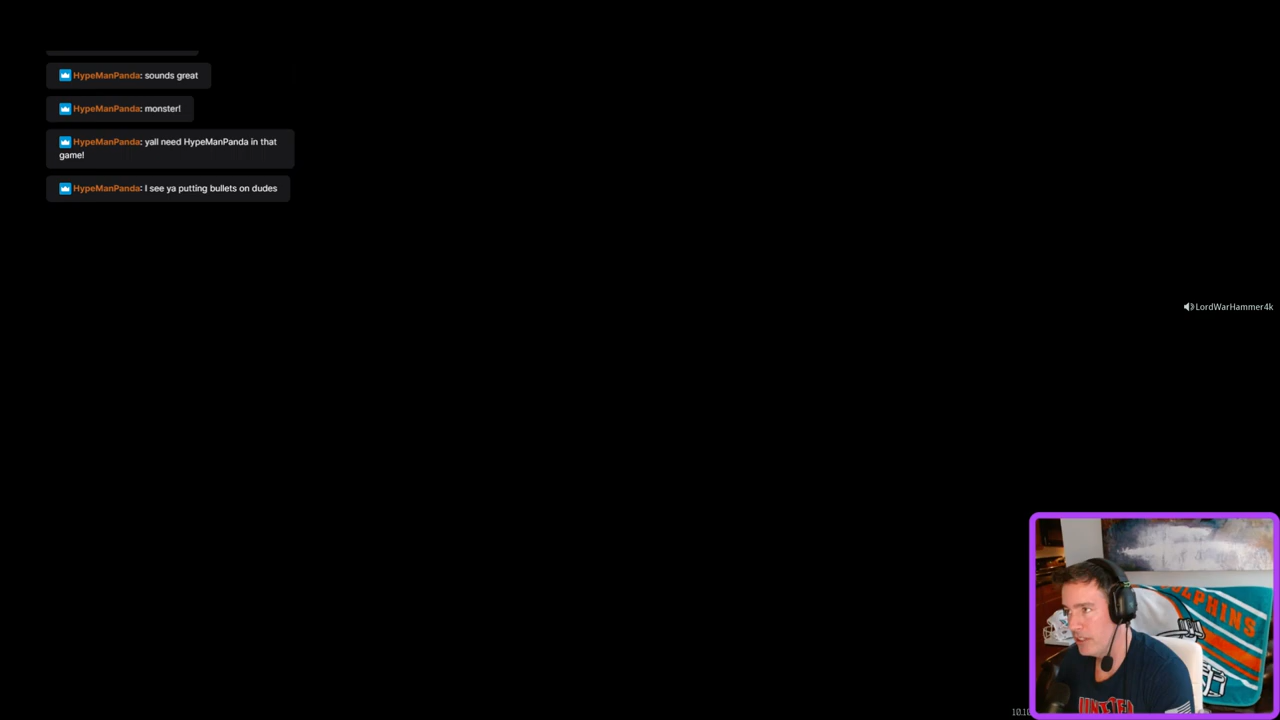 HypeManPanda: sounds great
HypeManPanda: monster!
HypeManPanda: yall need HypeManPanda in that
game!
HypeManPanda: I see ya putting bullets on dudes
LordWarHammer4k